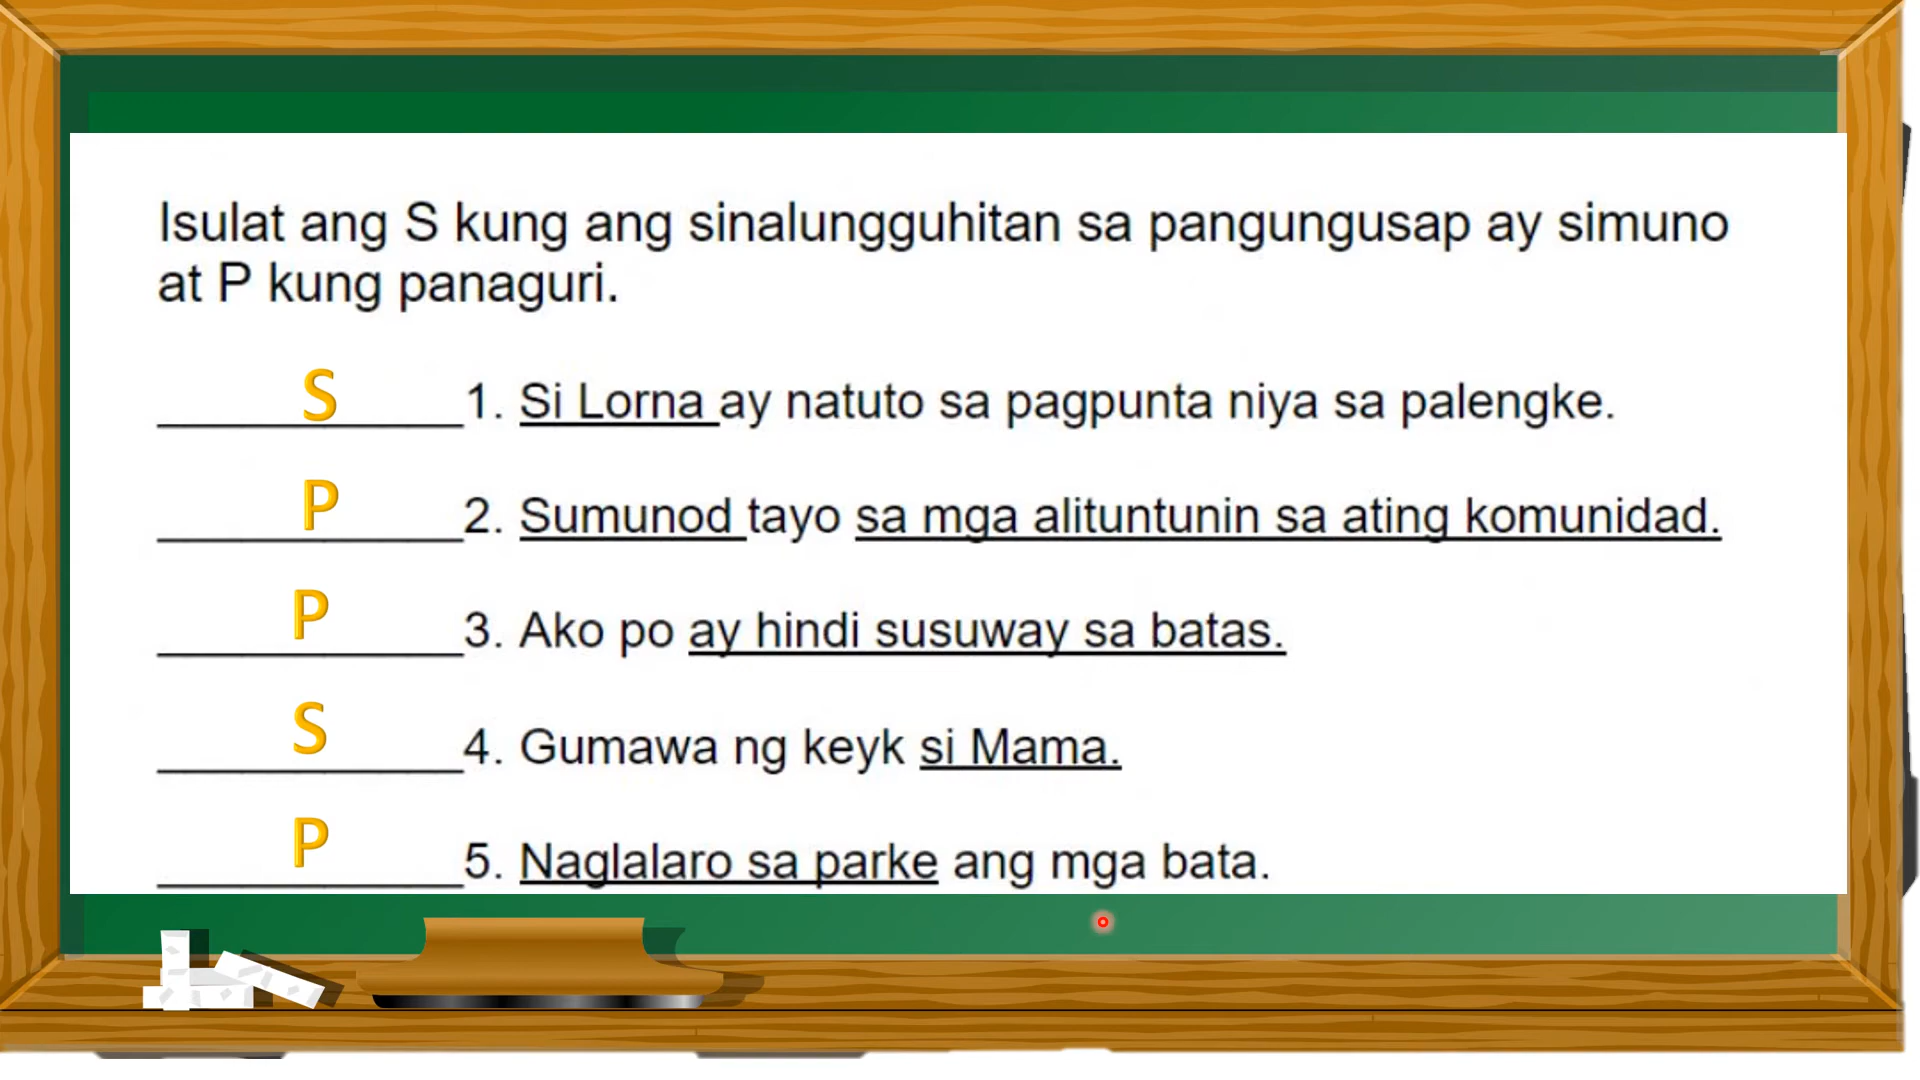 Isulat ang S kung ang sinalungguhitan sa pangungusap ay simuno
at P kung panaguri.
S 1. Si Lorna ay natuto sa pagpunta niya sa palengke.
P 2. Sumunod tayo sa mga alituntunin sa ating komunidad.
P 3. Ako po ay hindi susuway sa batas.
S 4. Gumawa ng keyk si Mama.
P 5. Naglalaro sa parke ang mga bata.